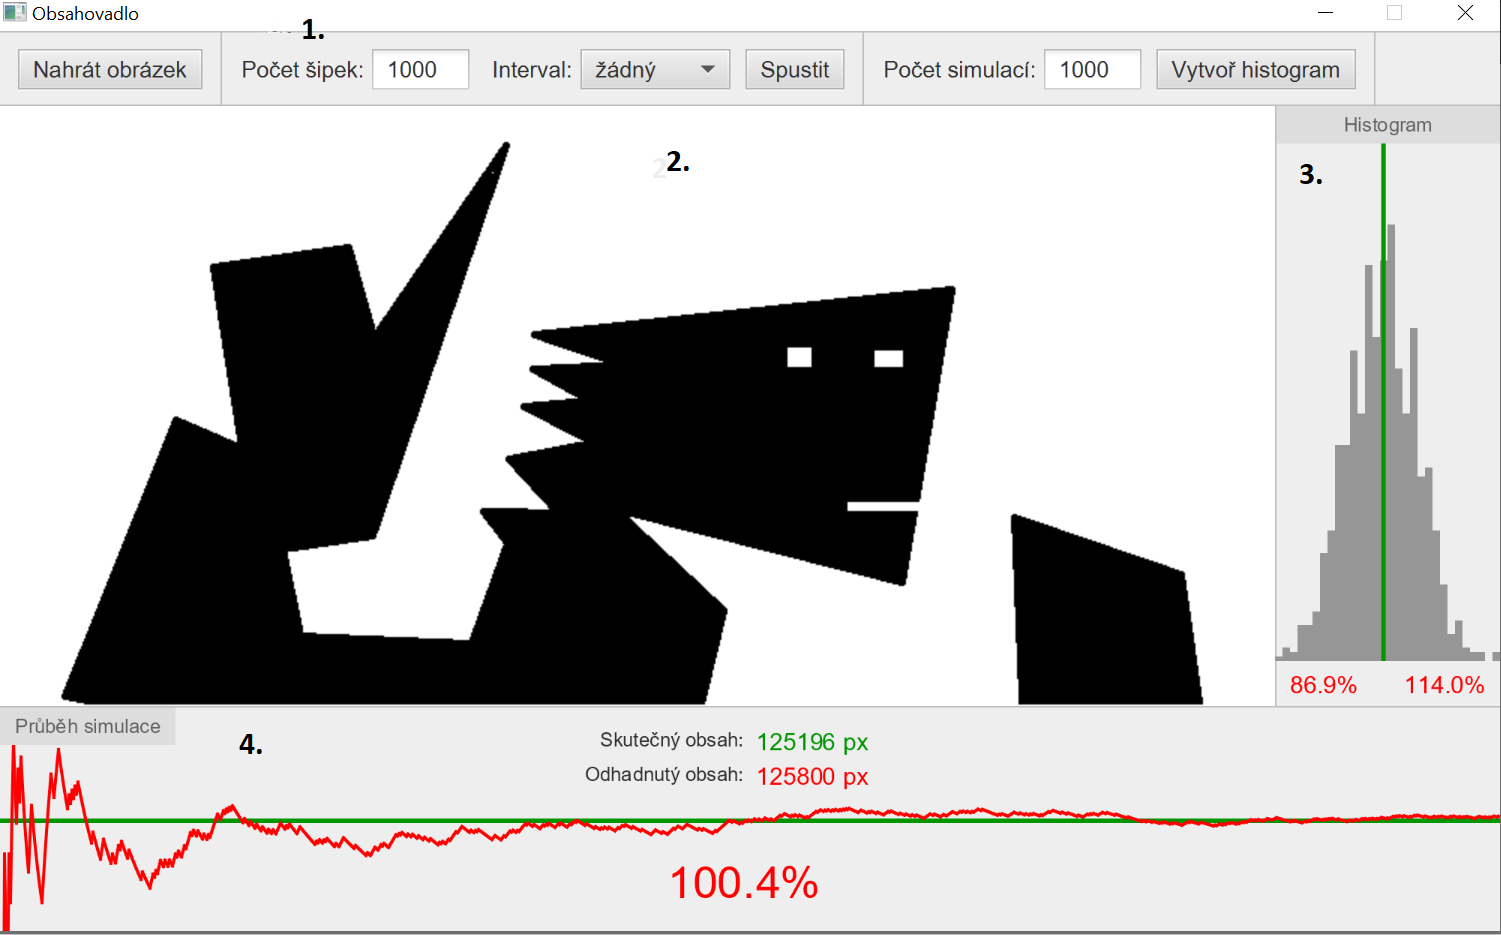 Obsahovadlo
1.
Nahrát obrázek Počet šipek: 1000 Interval: žádný Spustit Počet simulací: 1000 Vytvoř histogram
2.
Histogram
3.
86.9% 114.0%
Průběh simulace
4.
Skutečný obsah: 125196 px
Odhadnutý obsah: 125800 px
100.4%